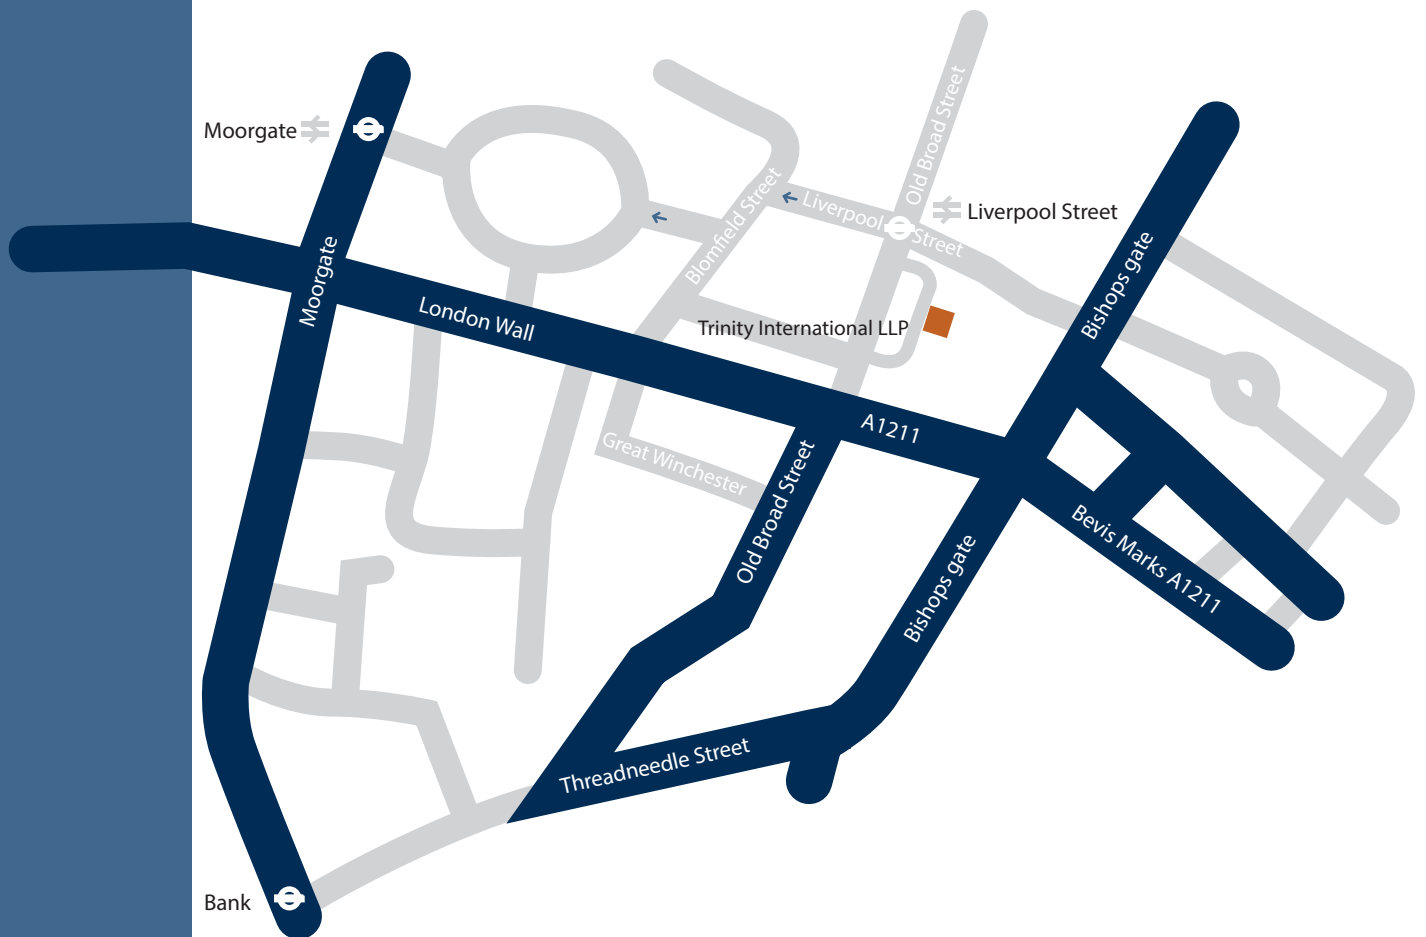 Old Broad Street
Moorgate
Liverpool Street
Blomfield Street
Liverpool Street
Moorgate
Bishops gate
London Wall
Trinity International LLP
A1211
Great Winchester
Old Broad Street
Bevis Marks A1211
Bishops gate
Threadneedle Street
Bank